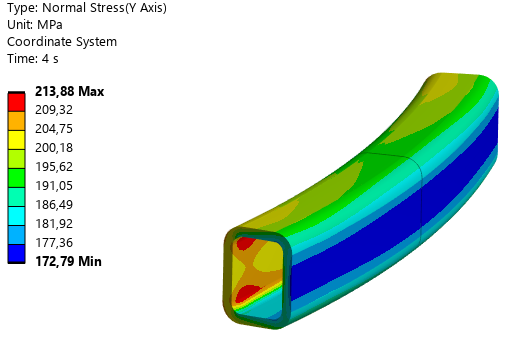 Type: Normal Stress(Y Axis)
Unit: MPa
Coordinate System
Time: 4 s
213,88 Max
209,32
204,75
200,18
195,62
191,05
186,49
181,92
177,36
172,79 Min